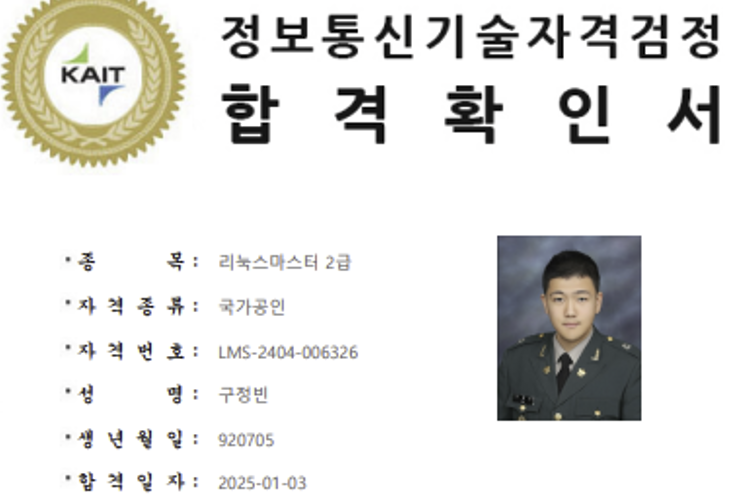 KAIT
정보통신기술자격검정
합격확인서
·종 목 : 리눅스마스터 2급
·자격종류 : 국가공인
·자격번호 : LMS-2404-006326
·성 명 : 구정빈
·생년월일 : 920705
·합격일자 : 2025-01-03